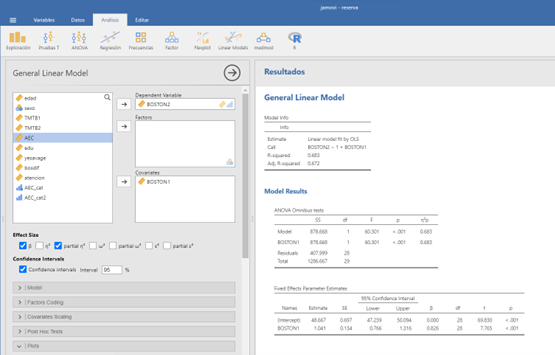 jamovi - reserva
Variables Datos Análisis Editar
Exploración Pruebas T ANOVA Regresión Frecuencias Factor Flexplot Linear Models medmod R
General Linear Model
edad
sexo
TMTB1
TMTB2
AEC
edu
yesavage
bosdif
atencion
AEC_cat
AEC_cat2
Dependent Variable
BOSTON2
Factors
Covariates
BOSTON1
Effect Size
β η² partial η² ω² partial ω² ε² partial ε²
Confidence Intervals
Confidence intervals Interval 95 %
Model
Factors Coding
Covariates Scaling
Post Hoc Tests
Plots
Resultados
General Linear Model
Model Info
Info
Estimate Linear model fit by OLS
Call BOSTON2 ~ 1 + BOSTON1
R-squared 0.683
Adj. R-squared 0.672
Model Results
ANOVA Omnibus tests
SS df F p η²p
Model 878.668 1 60.301 < .001 0.683
BOSTON1 878.668 1 60.301 < .001 0.683
Residuals 407.999 28
Total 1286.667 29
Fixed Effects Parameter Estimates
95% Confidence Interval
Names Estimate SE Lower Upper β df t p
(Intercept) 48.667 0.697 47.239 50.094 0.000 28 69.830 < .001
BOSTON1 1.041 0.134 0.766 1.316 0.826 28 7.765 < .001